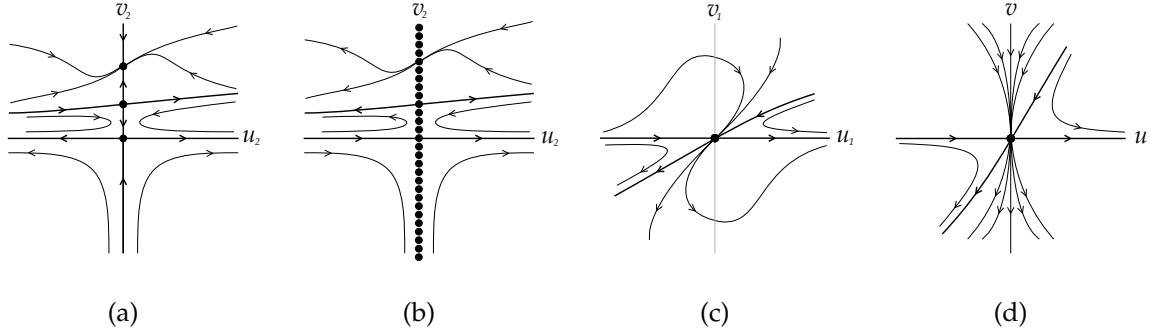 v₂ v₂ v₁ v
u₂ u₂ u₁ u
(a) (b) (c) (d)